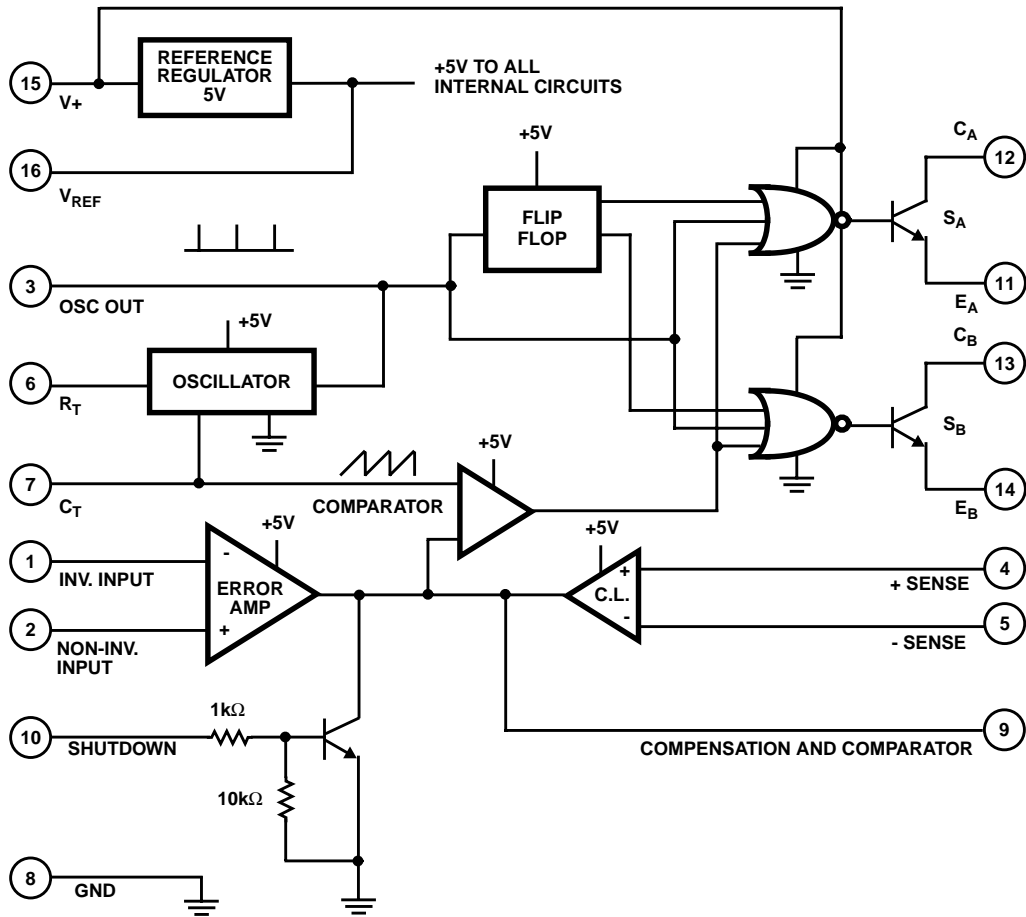 REFERENCE
REGULATOR
5V
15
V+
+5V TO ALL
INTERNAL CIRCUITS
16
VREF
+5V
FLIP
FLOP
CA
12
SA
11
EA
3
OSC OUT
+5V
OSCILLATOR
6
RT
CB
13
SB
14
EB
7
CT
COMPARATOR
+5V
1
INV. INPUT
+5V
-
ERROR
AMP
+
2
NON-INV.
INPUT
+5V
+
C.L.
-
4
+ SENSE
5
- SENSE
10
SHUTDOWN
1kΩ
10kΩ
9
COMPENSATION AND COMPARATOR
8
GND